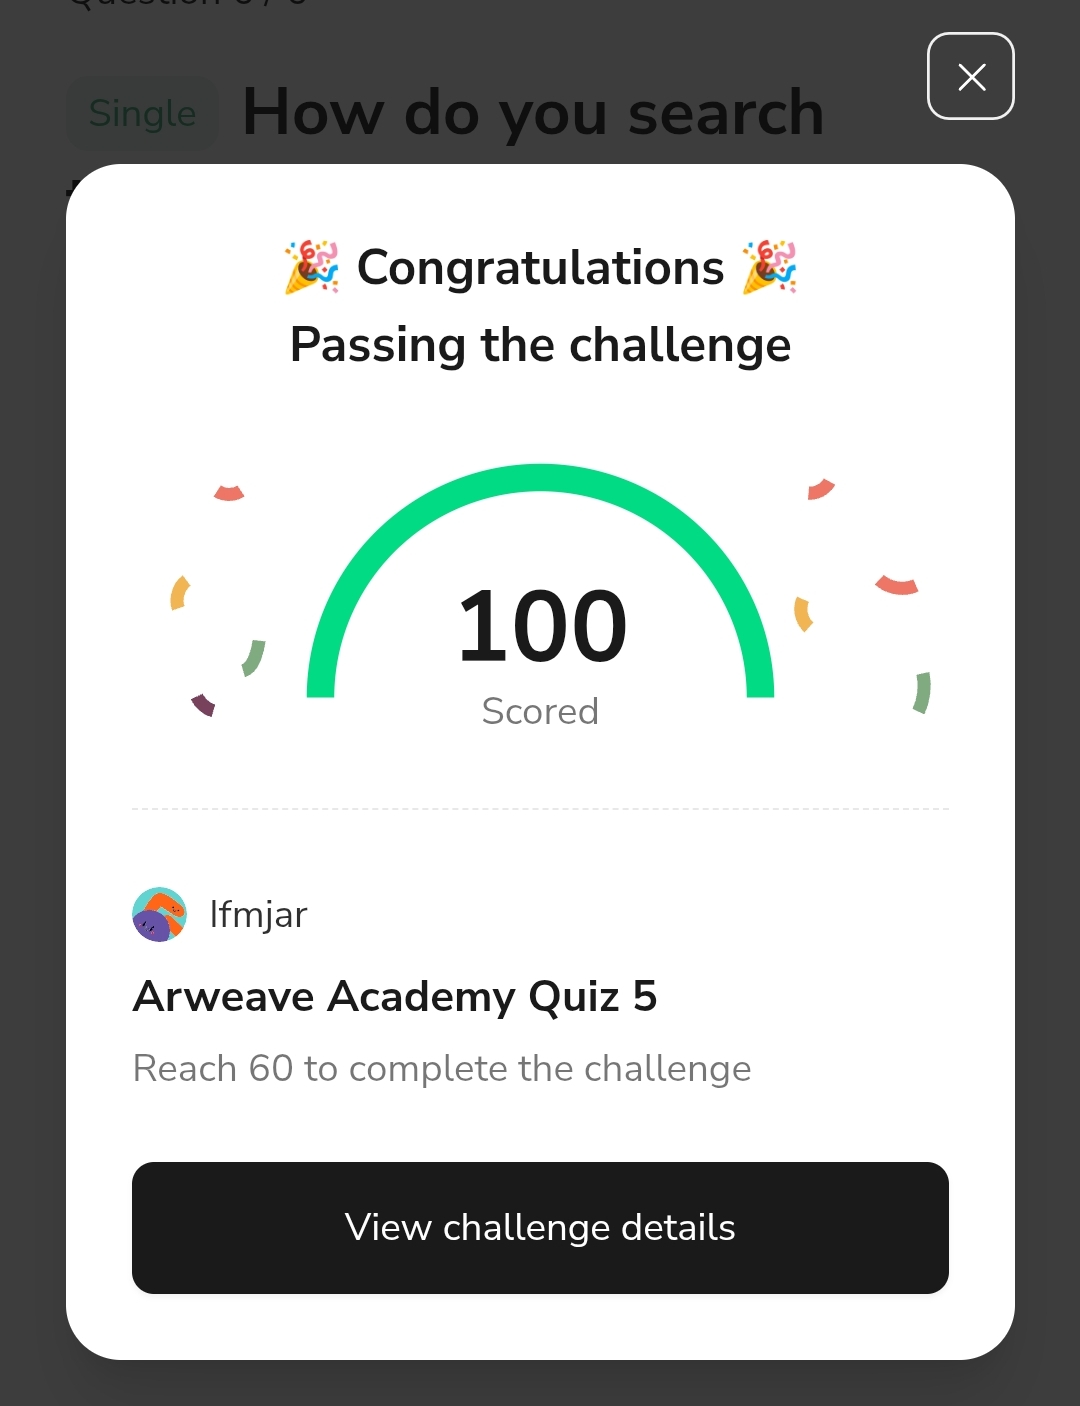 Single How do you search
🎉 Congratulations 🎉
Passing the challenge
100
Scored
lfmjar
Arweave Academy Quiz 5
Reach 60 to complete the challenge
View challenge details